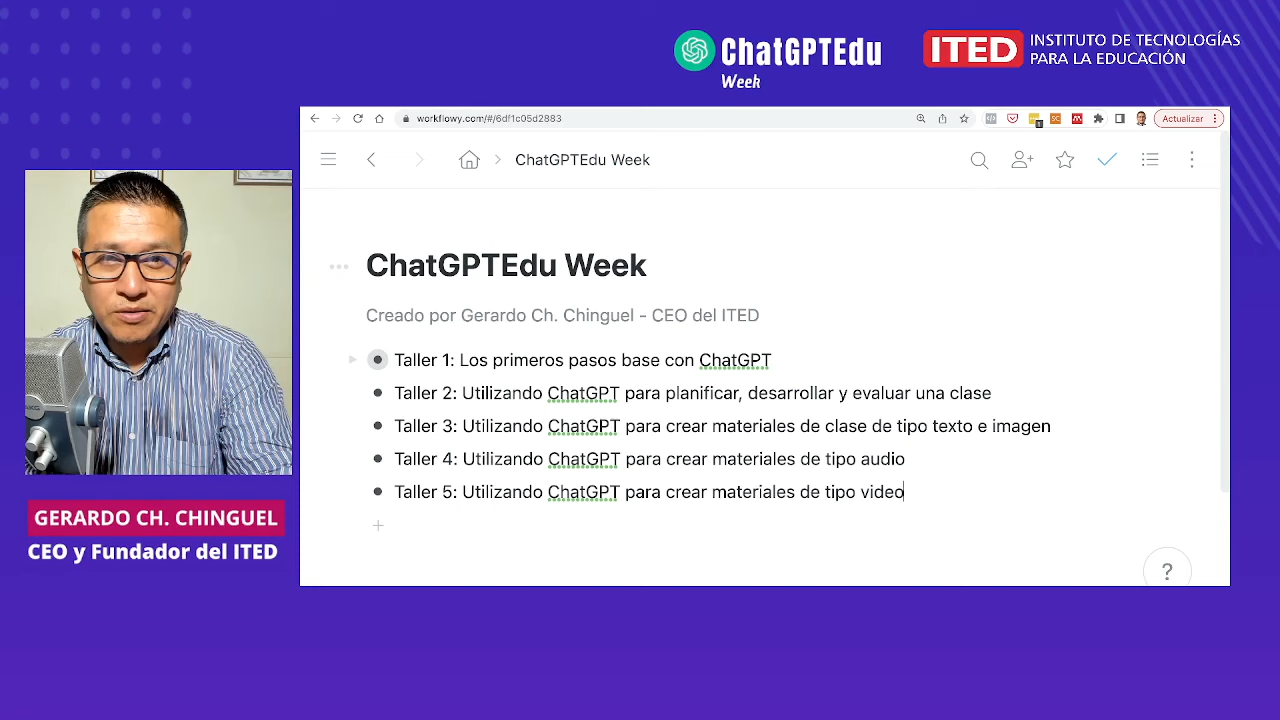 ChatGPTEdu
Week
ITED
INSTITUTO DE TECNOLOGÍAS
PARA LA EDUCACIÓN
workflowy.com/#/6df1c05d2883
Actualizar
ChatGPTEdu Week
ChatGPTEdu Week
Creado por Gerardo Ch. Chinguel - CEO del ITED
Taller 1: Los primeros pasos base con ChatGPT
Taller 2: Utilizando ChatGPT para planificar, desarrollar y evaluar una clase
Taller 3: Utilizando ChatGPT para crear materiales de clase de tipo texto e imagen
Taller 4: Utilizando ChatGPT para crear materiales de tipo audio
Taller 5: Utilizando ChatGPT para crear materiales de tipo video
?
GERARDO CH. CHINGUEL
CEO y Fundador del ITED